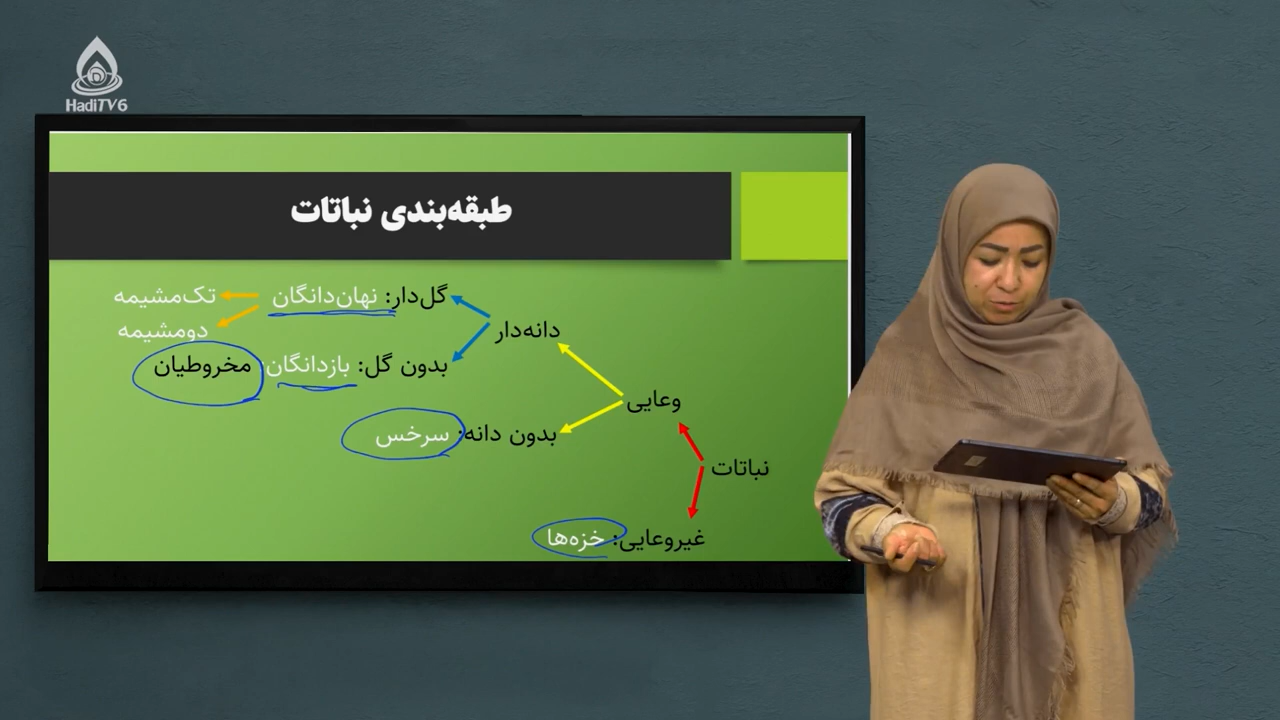 HadiTV6
طبقه‌بندی نباتات
گل‌دار: نهان‌دانگان تک‌مشیمه
دومشیمه
دانه‌دار
بدون گل: بازدانگان: مخروطیان
وعایی
بدون دانه: سرخس
نباتات
غیروعایی: خزه‌ها